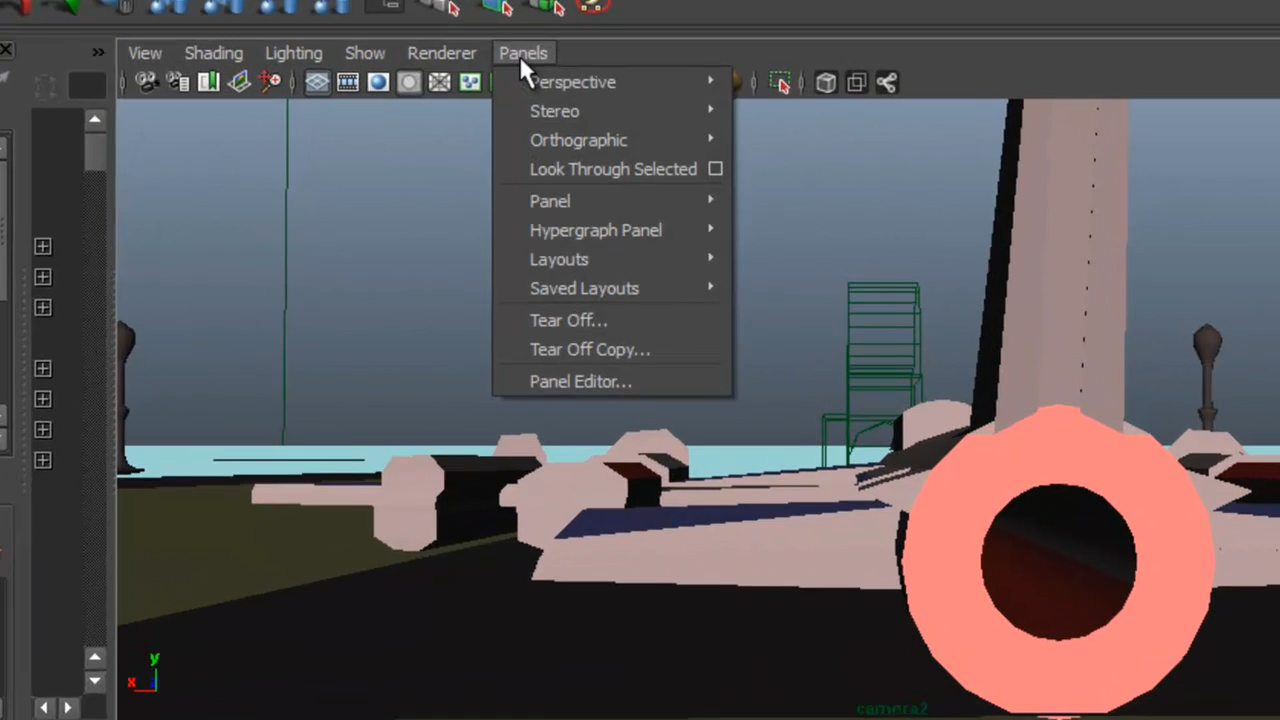 View Shading Lighting Show Renderer Panels
Perspective
Stereo
Orthographic
Look Through Selected
Panel
Hypergraph Panel
Layouts
Saved Layouts
Tear Off...
Tear Off Copy...
Panel Editor...
y
x
camera2